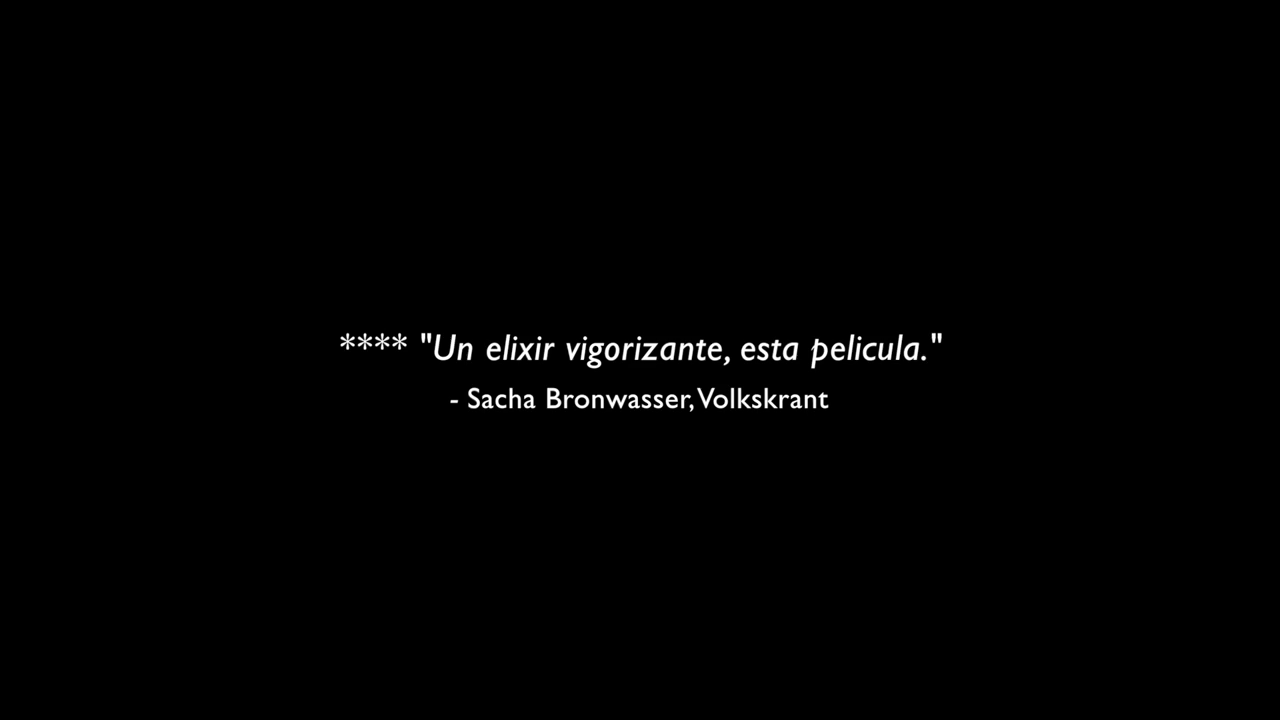 **** "Un elixir vigorizante, esta pelicula."
- Sacha Bronwasser, Volkskrant